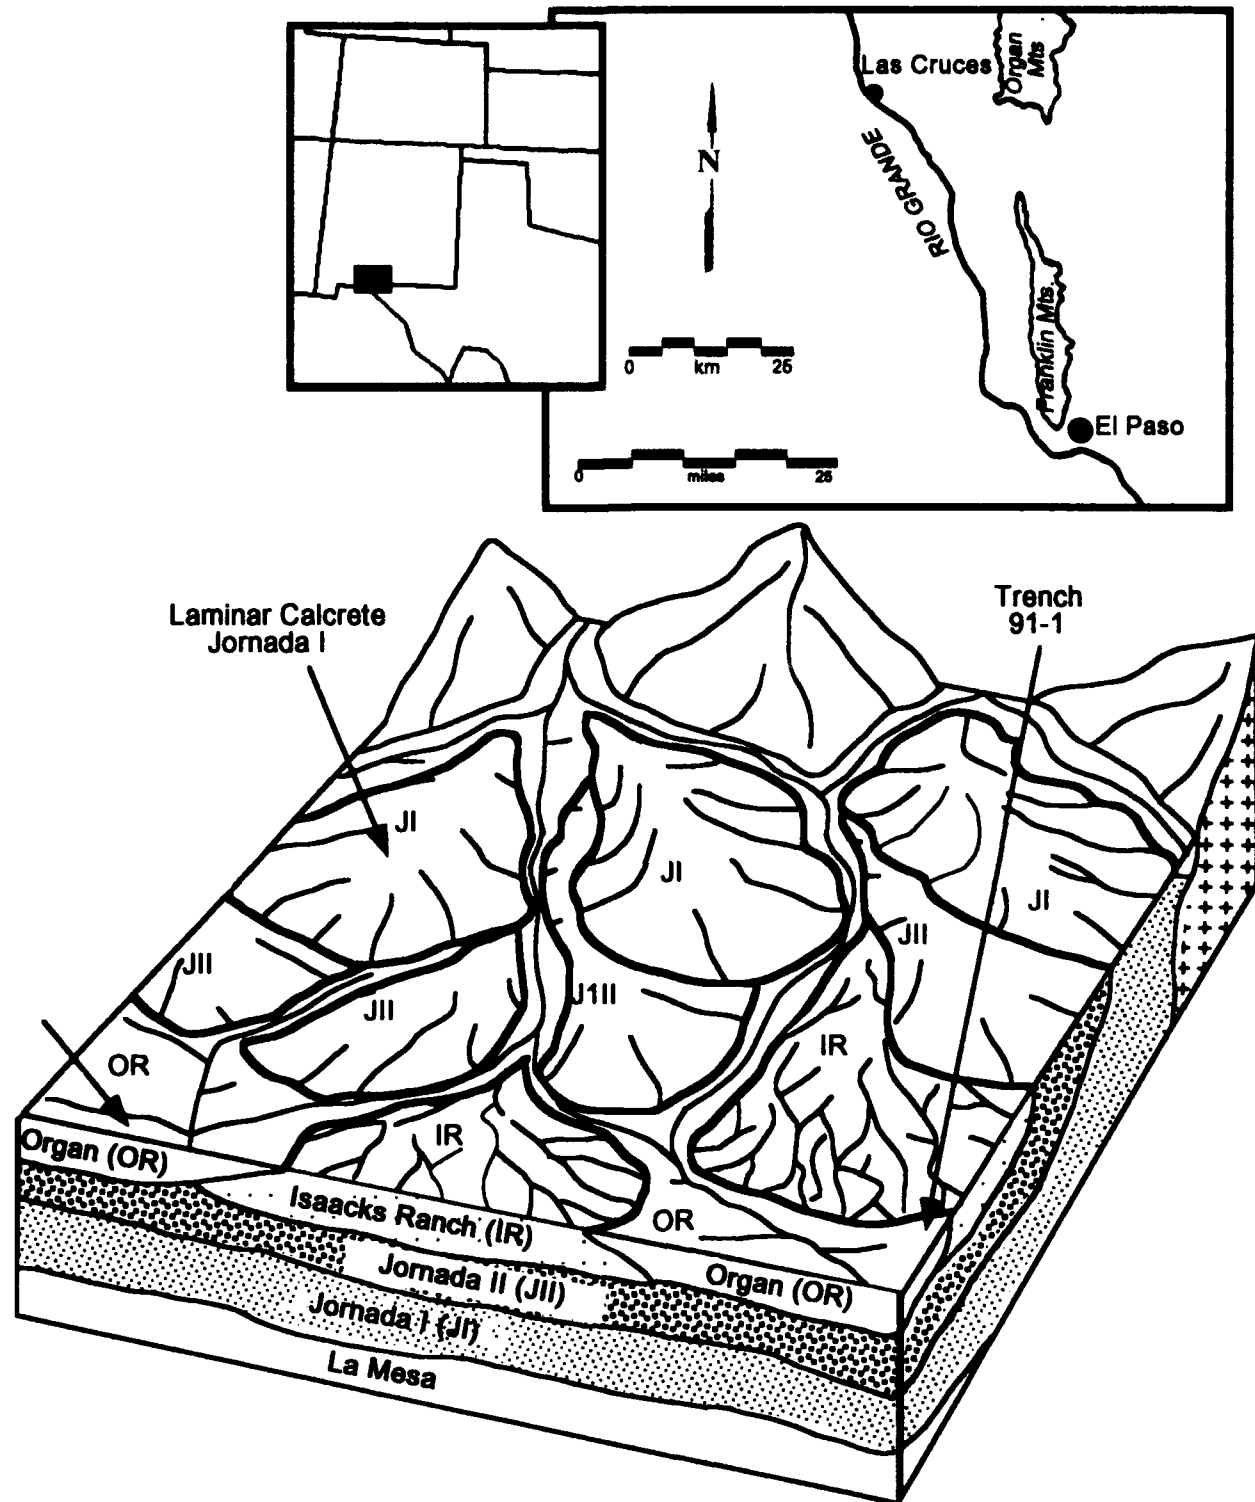 Las Cruces
Organ
Mts
N
RIO GRANDE
0 km 25
Franklin Mts.
El Paso
0 miles 25
Laminar Calcrete
Jornada I
Trench
91-1
JI
JI
JI
JII
JII
JII
J1II
OR
IR
IR
OR
Organ (OR)
Isaacks Ranch (IR)
Jornada II (JII)
Organ (OR)
Jornada I (JI)
La Mesa